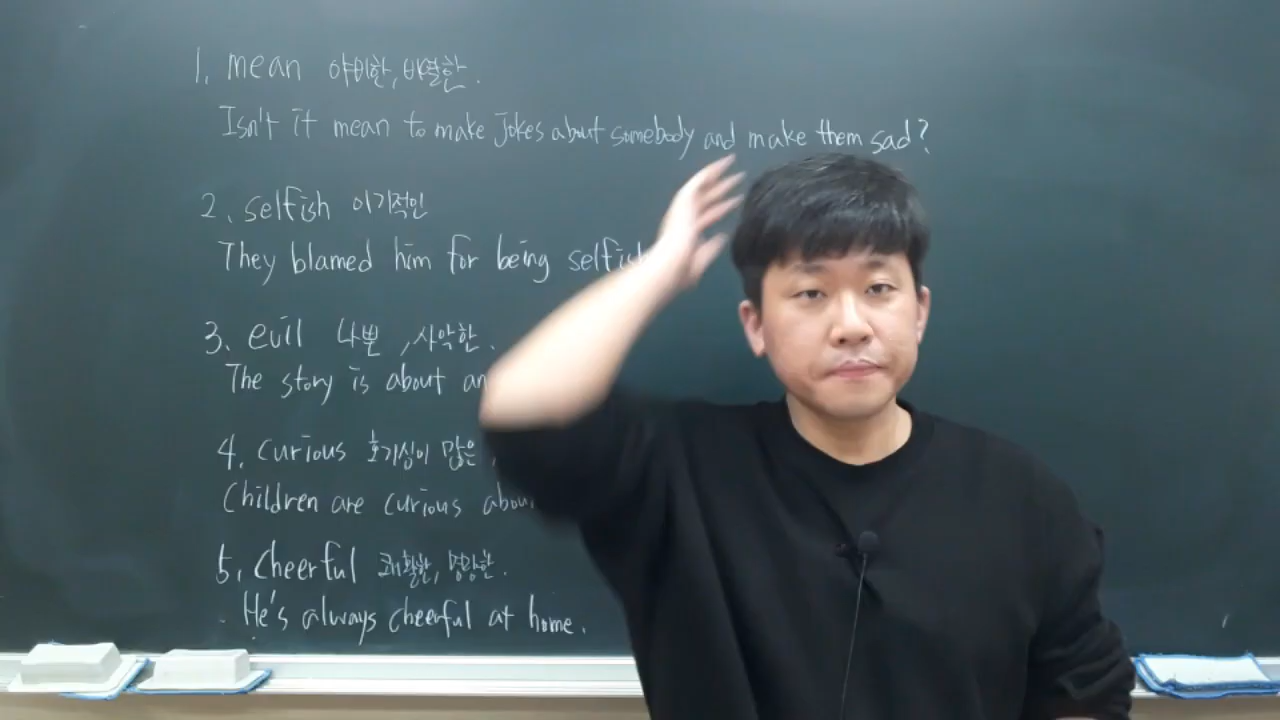 1. mean 야비한, 비열한.
Isn't it mean to make jokes about somebody and make them sad?
2. selfish 이기적인
They blamed him for being selfish
3. evil 나쁜, 사악한.
The story is about an
4. curious 호기심이 많은
Children are curious about
5. cheerful 쾌활한, 명랑한.
He's always cheerful at home.